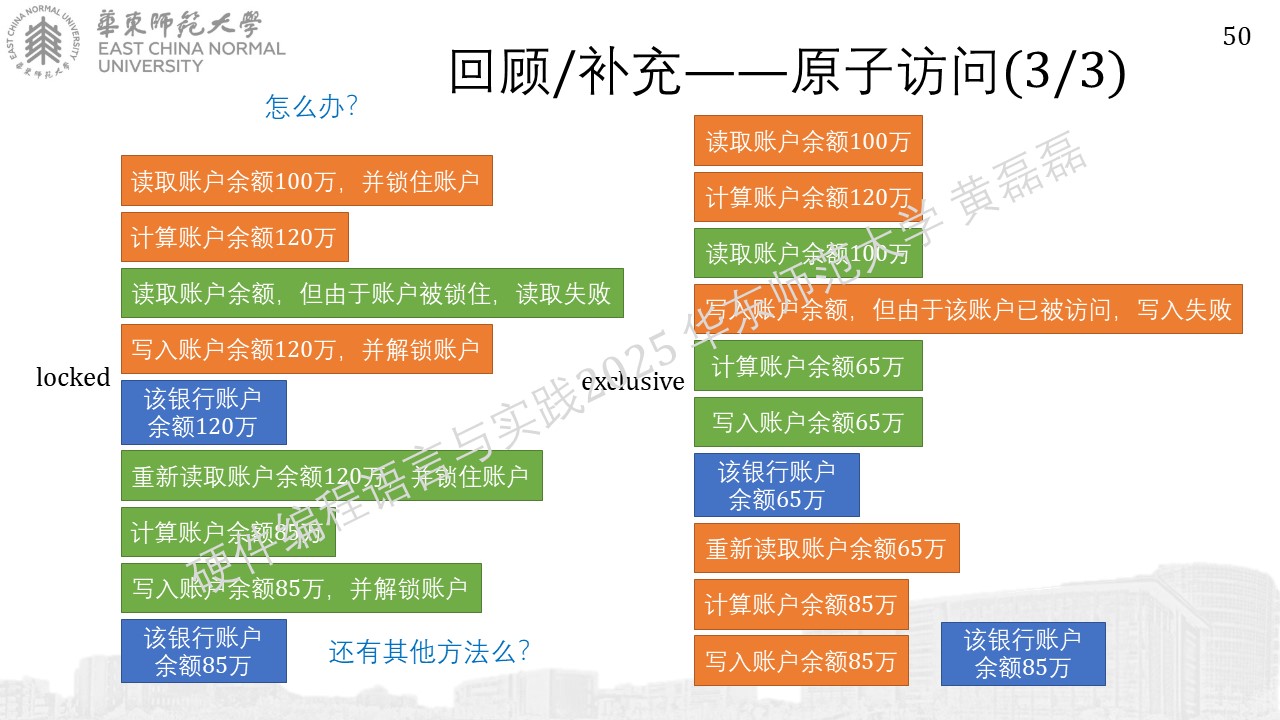 華東師範大學
EAST CHINA NORMAL
UNIVERSITY
EAST CHINA NORMAL UNIVERSITY
華東師範大學
50
回顾/补充——原子访问(3/3)
怎么办？
locked
读取账户余额100万，并锁住账户
计算账户余额120万
读取账户余额，但由于账户被锁住，读取失败
写入账户余额120万，并解锁账户
该银行账户
余额120万
重新读取账户余额120万，并锁住账户
计算账户余额85万
写入账户余额85万，并解锁账户
该银行账户
余额85万
还有其他方法么？
exclusive
读取账户余额100万
计算账户余额120万
读取账户余额100万
写入账户余额，但由于该账户已被访问，写入失败
计算账户余额65万
写入账户余额65万
该银行账户
余额65万
重新读取账户余额65万
计算账户余额85万
写入账户余额85万
该银行账户
余额85万
硬件编程语言与实践2025 华东师范大学 黄磊磊